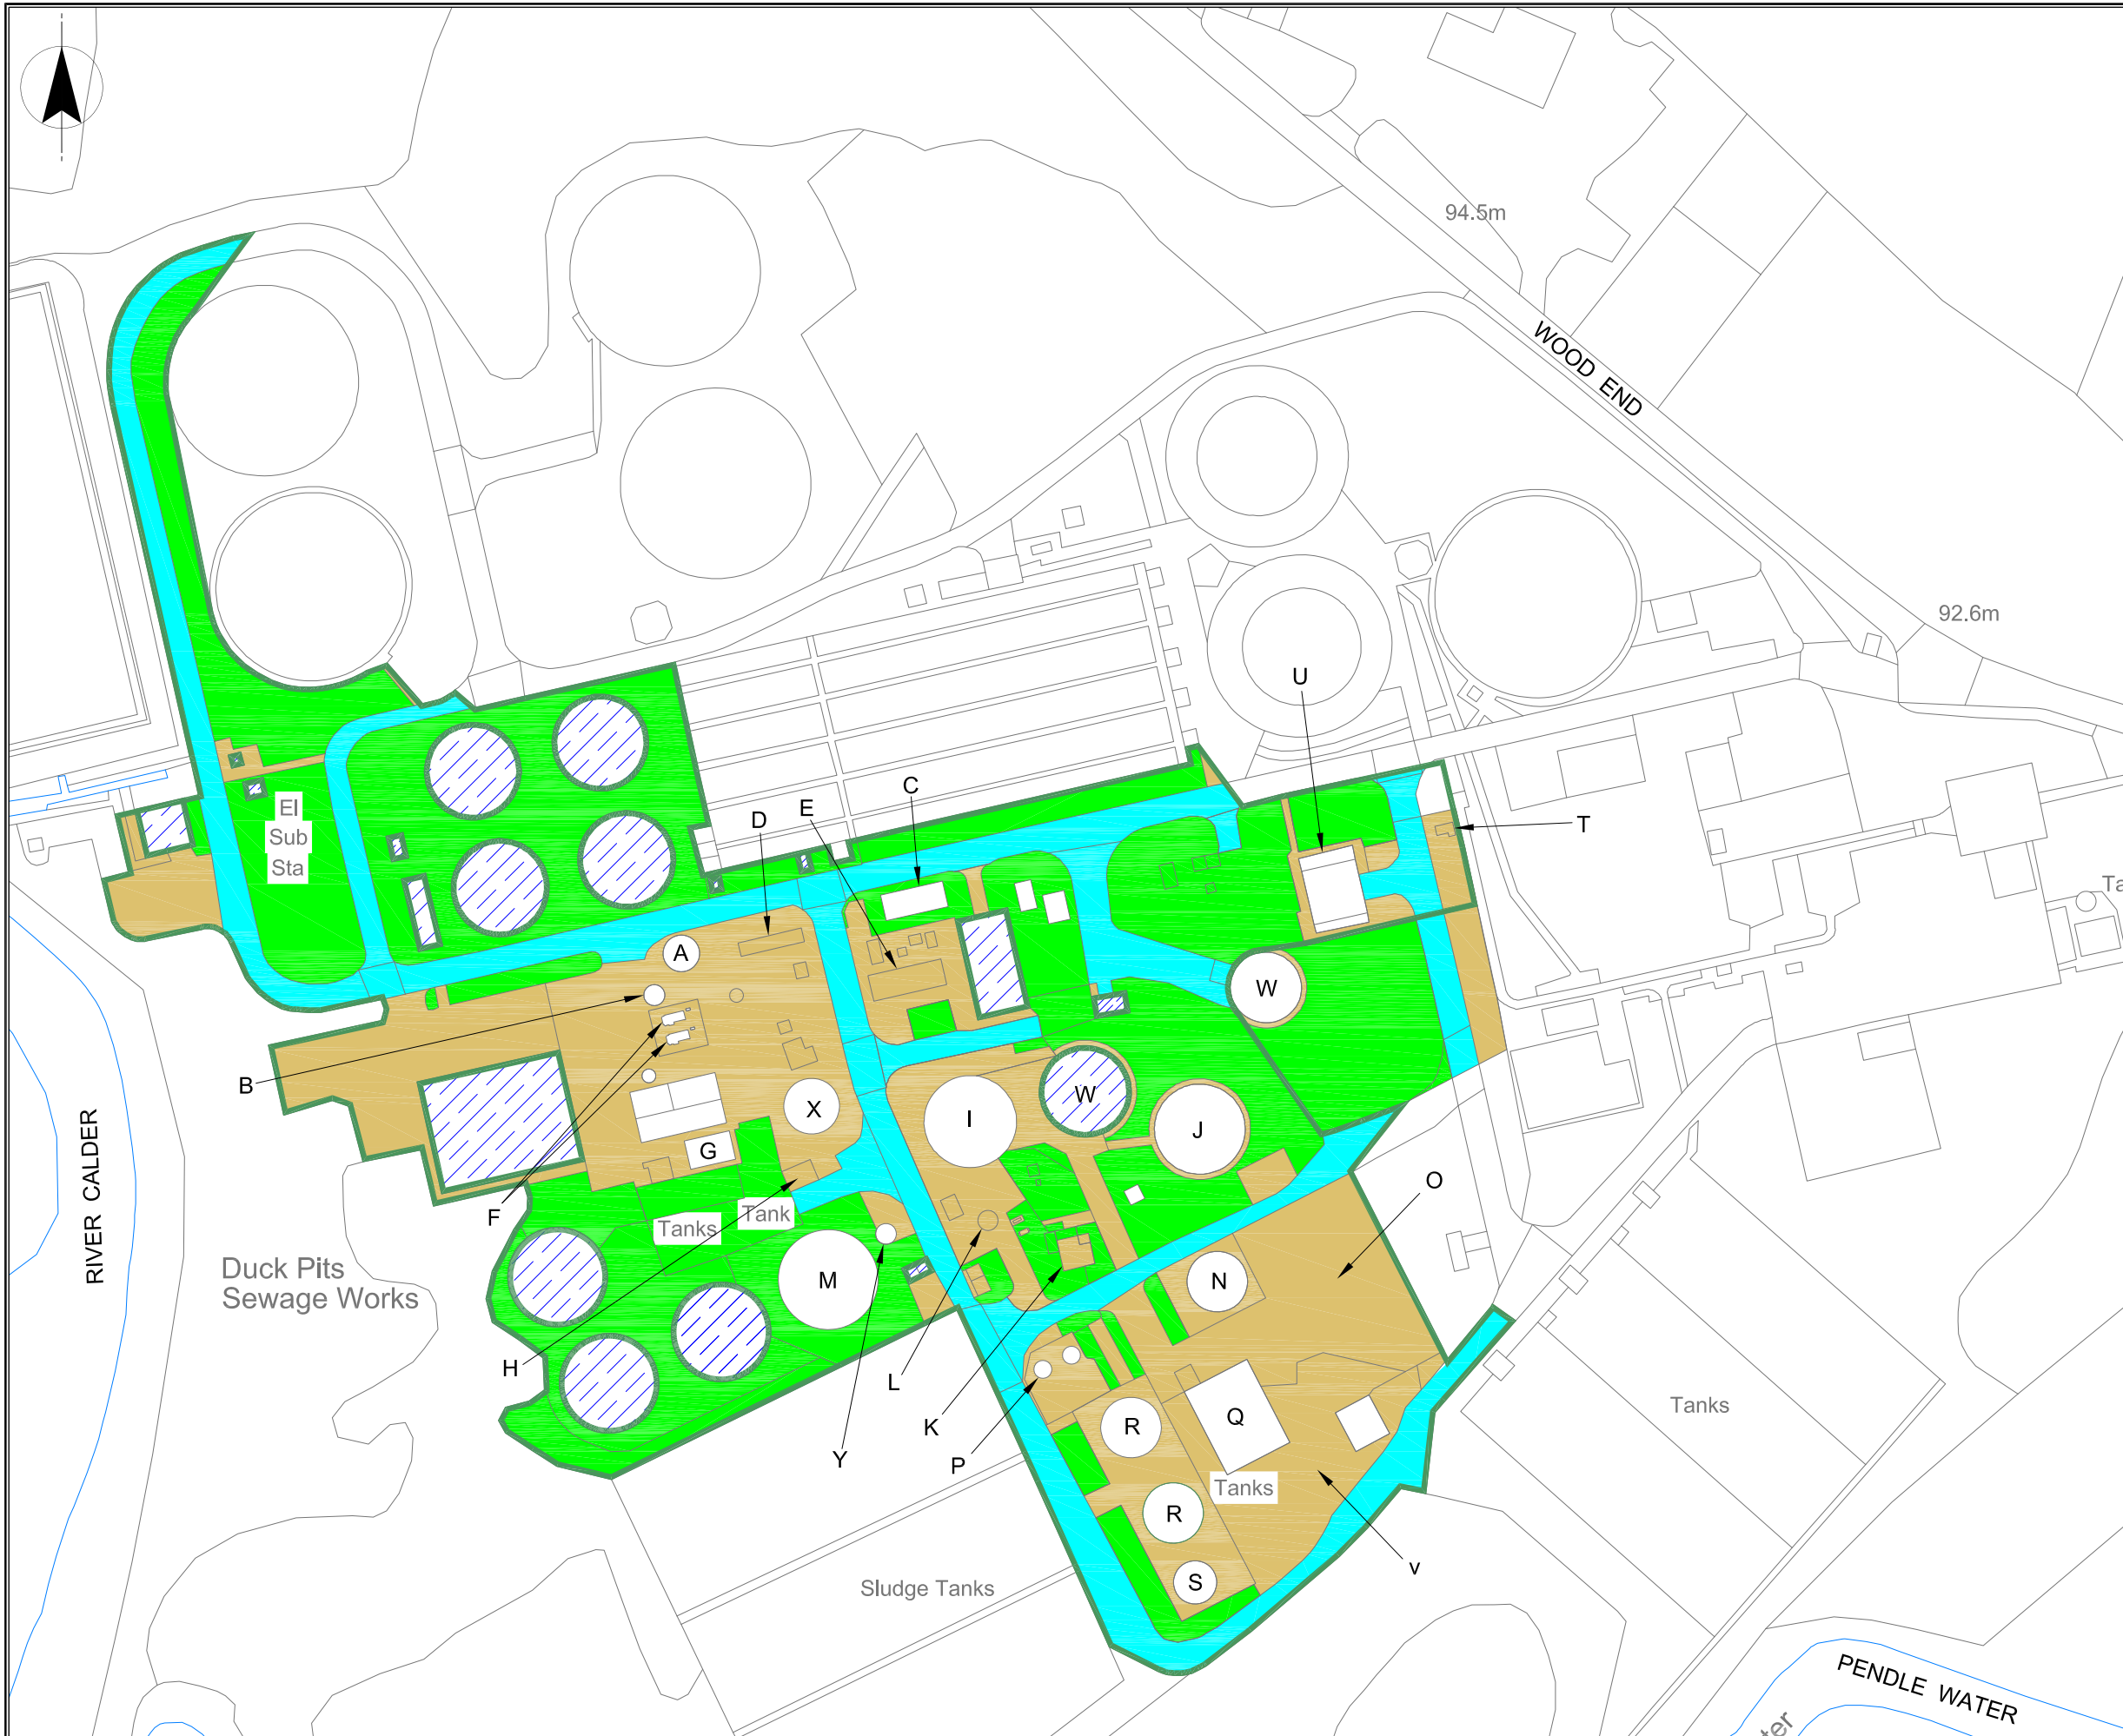 94.5m
WOOD END
92.6m
U
C
E
D
T
El
Sub
Sta
Ta
A
W
B
W
X
I
J
G
O
F
Tanks
Tank
RIVER CALDER
Duck Pits
Sewage Works
M
N
H
L
K
Y
P
R
Q
Tanks
Tanks
R
v
S
Sludge Tanks
PENDLE WATER
ter